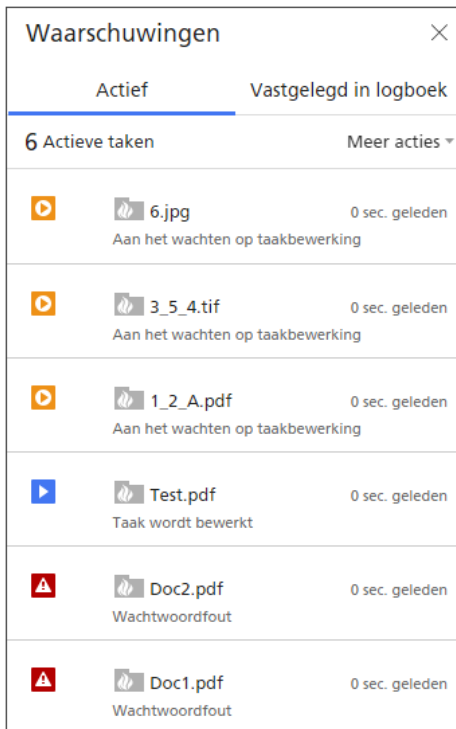 Waarschuwingen
Actief Vastgelegd in logboek
6 Actieve taken Meer acties
6.jpg 0 sec. geleden
Aan het wachten op taakbewerking
3_5_4.tif 0 sec. geleden
Aan het wachten op taakbewerking
1_2_A.pdf 0 sec. geleden
Aan het wachten op taakbewerking
Test.pdf 0 sec. geleden
Taak wordt bewerkt
Doc2.pdf 0 sec. geleden
Wachtwoordfout
Doc1.pdf 0 sec. geleden
Wachtwoordfout